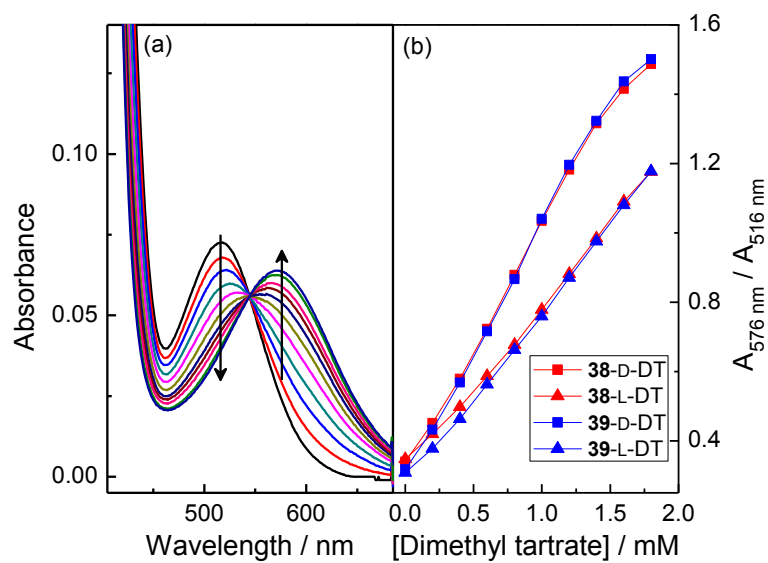 (a)
(b)
Absorbance
0.10
0.05
0.00
500
600
Wavelength / nm
1.6
1.2
0.8
0.4
A576 nm / A516 nm
38-D-DT
38-L-DT
39-D-DT
39-L-DT
0.0
0.5
1.0
1.5
2.0
[Dimethyl tartrate] / mM